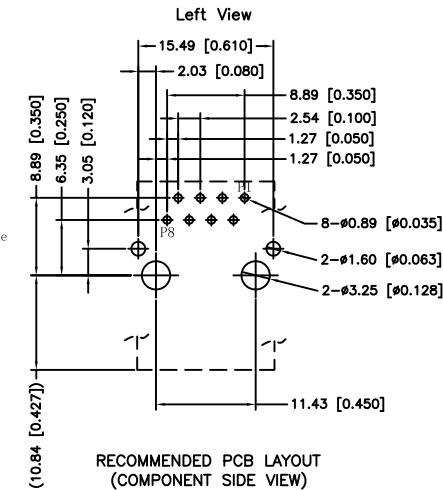 Left View
15.49 [0.610]
2.03 [0.080]
8.89 [0.350]
2.54 [0.100]
1.27 [0.050]
1.27 [0.050]
8.89 [0.350]
6.35 [0.250]
3.05 [0.120]
P1
P8
e
8-ø0.89 [ø0.035]
2-ø1.60 [ø0.063]
2-ø3.25 [ø0.128]
(10.84 [0.427])
11.43 [0.450]
RECOMMENDED PCB LAYOUT
(COMPONENT SIDE VIEW)